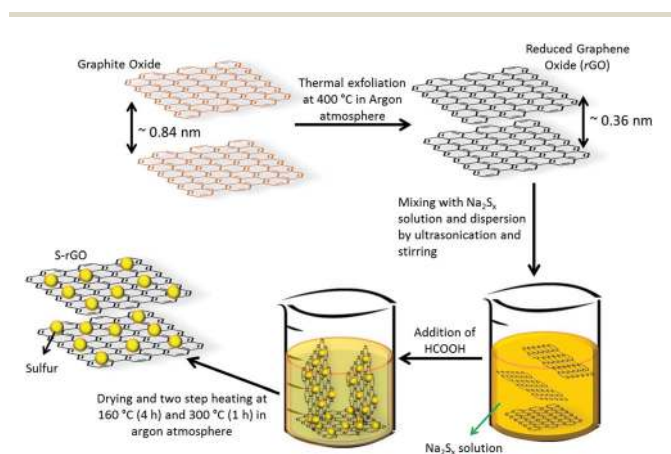 Graphite Oxide
~ 0.84 nm
Thermal exfoliation
at 400 °C in Argon
atmosphere
Reduced Graphene
Oxide (rGO)
~ 0.36 nm
Mixing with Na₂Sₓ
solution and dispersion
by ultrasonication and
stirring
Na₂Sₓ solution
Addition of
HCOOH
Drying and two step heating at
160 °C (4 h) and 300 °C (1 h) in
argon atmosphere
S-rGO
Sulfur